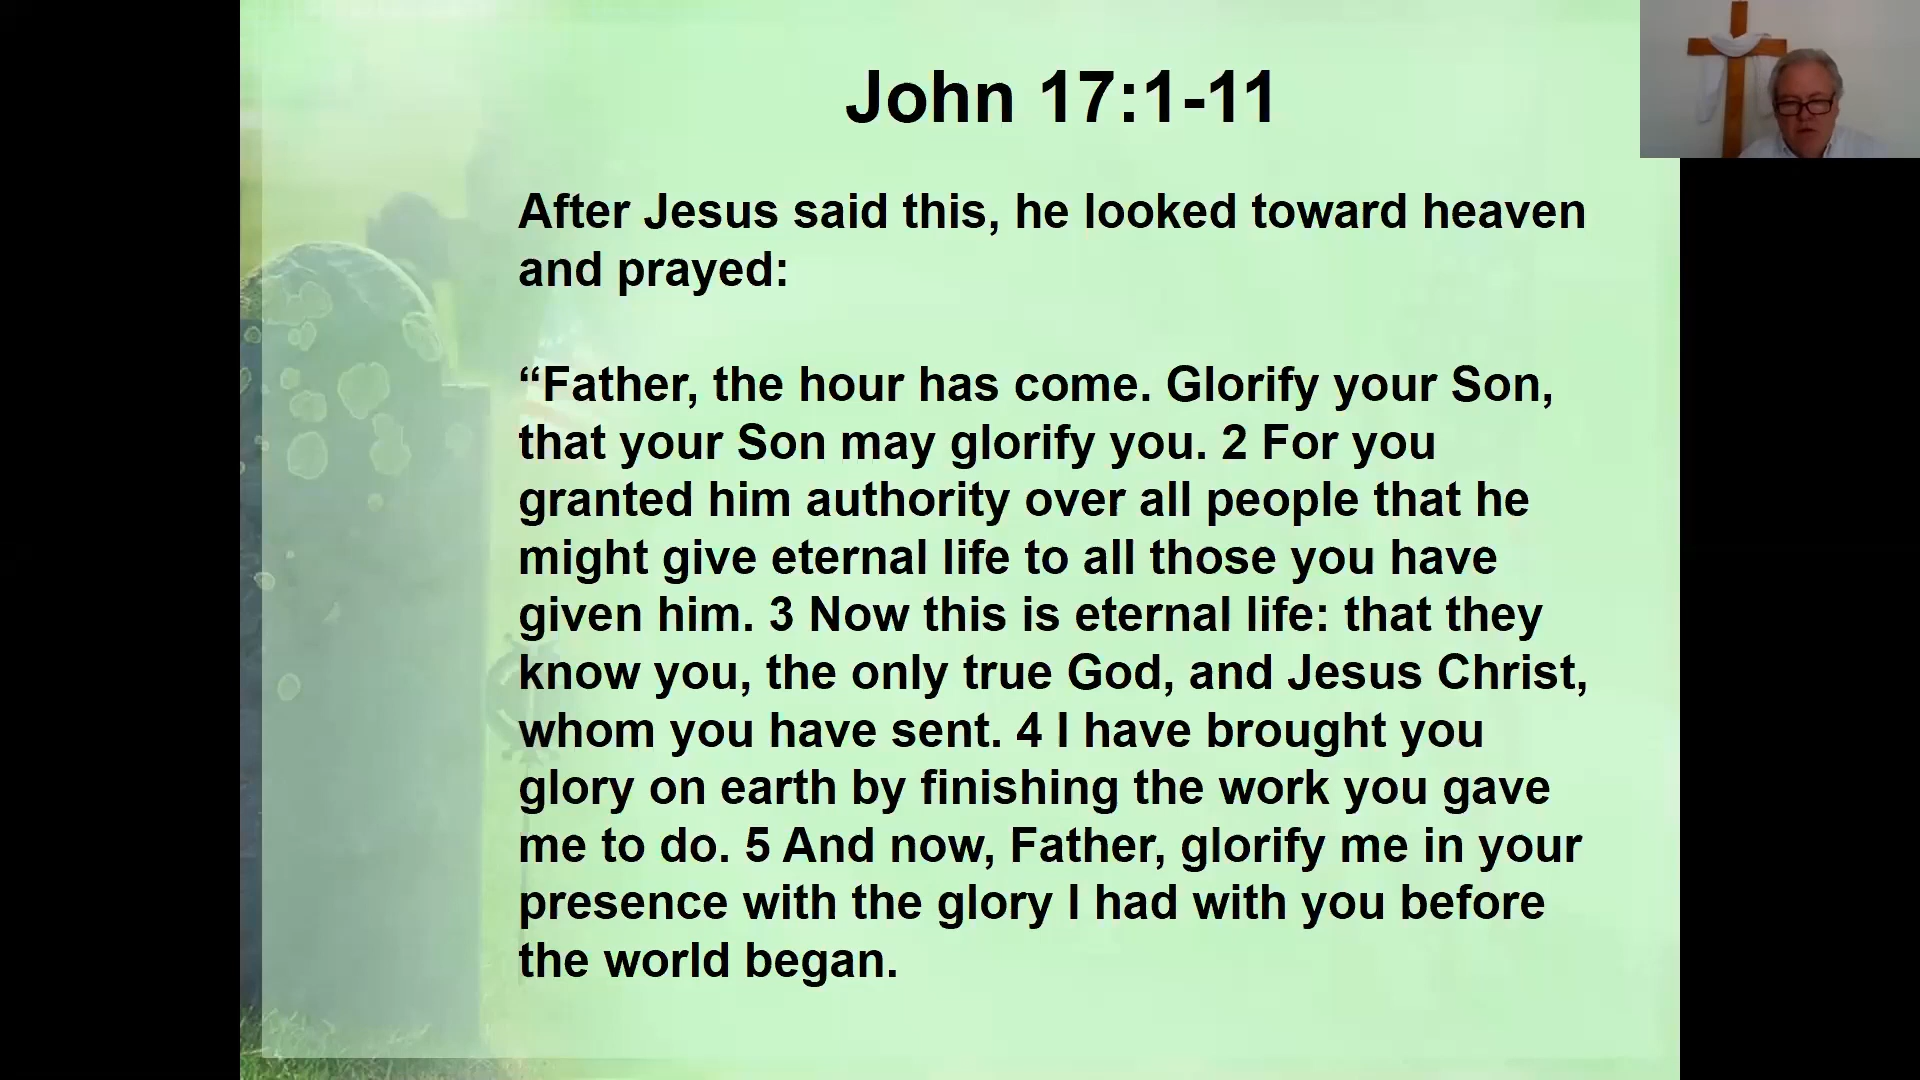 John 17:1-11
After Jesus said this, he looked toward heaven
and prayed:
“Father, the hour has come. Glorify your Son,
that your Son may glorify you. 2 For you
granted him authority over all people that he
might give eternal life to all those you have
given him. 3 Now this is eternal life: that they
know you, the only true God, and Jesus Christ,
whom you have sent. 4 I have brought you
glory on earth by finishing the work you gave
me to do. 5 And now, Father, glorify me in your
presence with the glory I had with you before
the world began.